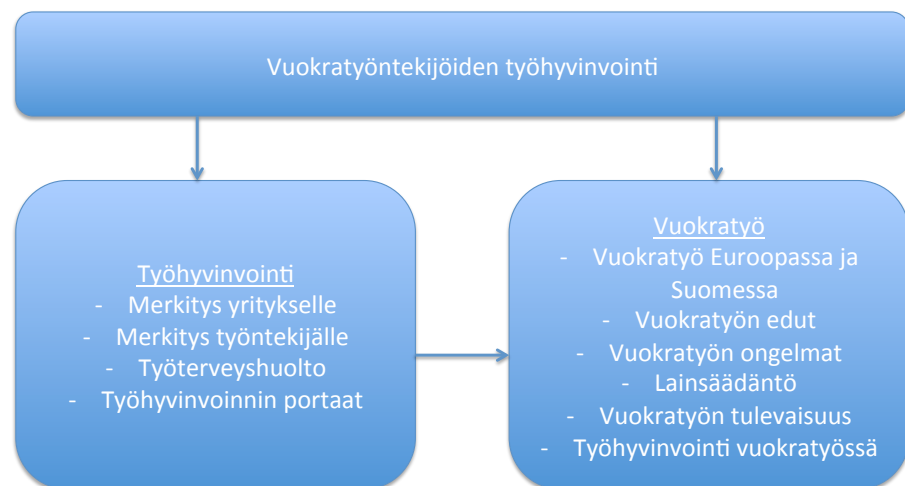 Vuokratyöntekijöiden työhyvinvointi
Työhyvinvointi
- Merkitys yritykselle
- Merkitys työntekijälle
- Työterveyshuolto
- Työhyvinvoinnin portaat
Vuokratyö
- Vuokratyö Euroopassa ja
Suomessa
- Vuokratyön edut
- Vuokratyön ongelmat
- Lainsäädäntö
- Vuokratyön tulevaisuus
- Työhyvinvointi vuokratyössä